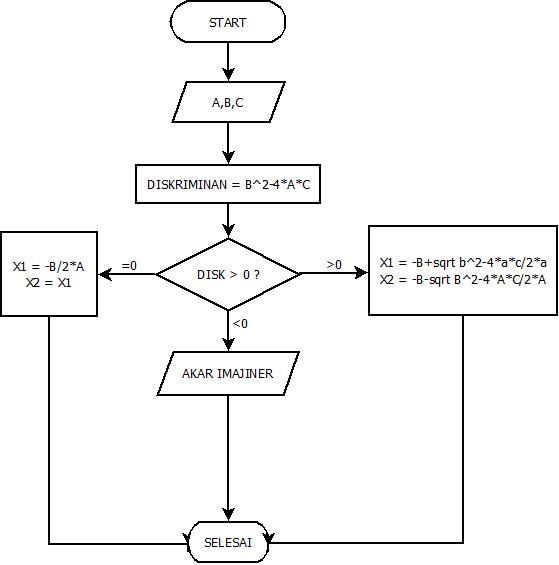 START
A,B,C
DISKRIMINAN = B^2-4*A*C
DISK > 0 ?
=0
>0
<0
X1 = -B/2*A
X2 = X1
X1 = -B+sqrt b^2-4*a*c/2*a
X2 = -B-sqrt B^2-4*A*C/2*A
AKAR IMAJINER
SELESAI